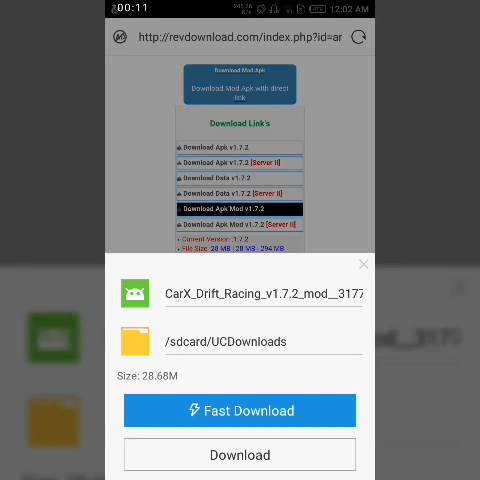 00:11
12:02 AM
http://revdownload.com/index.php?id=ar
Download Mod Apk
Download Mod Apk with direct
link
Download Link's
Download Apk v1.7.2
Download Apk v1.7.2 [Server II]
Download Data v1.7.2
Download Data v1.7.2 [Server II]
Download Apk Mod v1.7.2
Download Apk Mod v1.7.2 [Server II]
• Current Version :1.7.2
• File Size: 28 MB | 28 MB | 294 MB
CarX_Drift_Racing_v1.7.2_mod__3177
/sdcard/UCDownloads
Size: 28.68M
Fast Download
Download